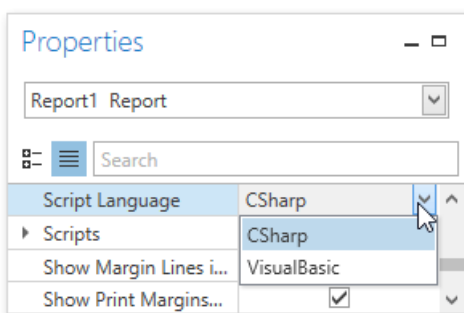 Properties
Report1 Report
Search
Script Language CSharp
Scripts CSharp
Show Margin Lines i... VisualBasic
Show Print Margins...